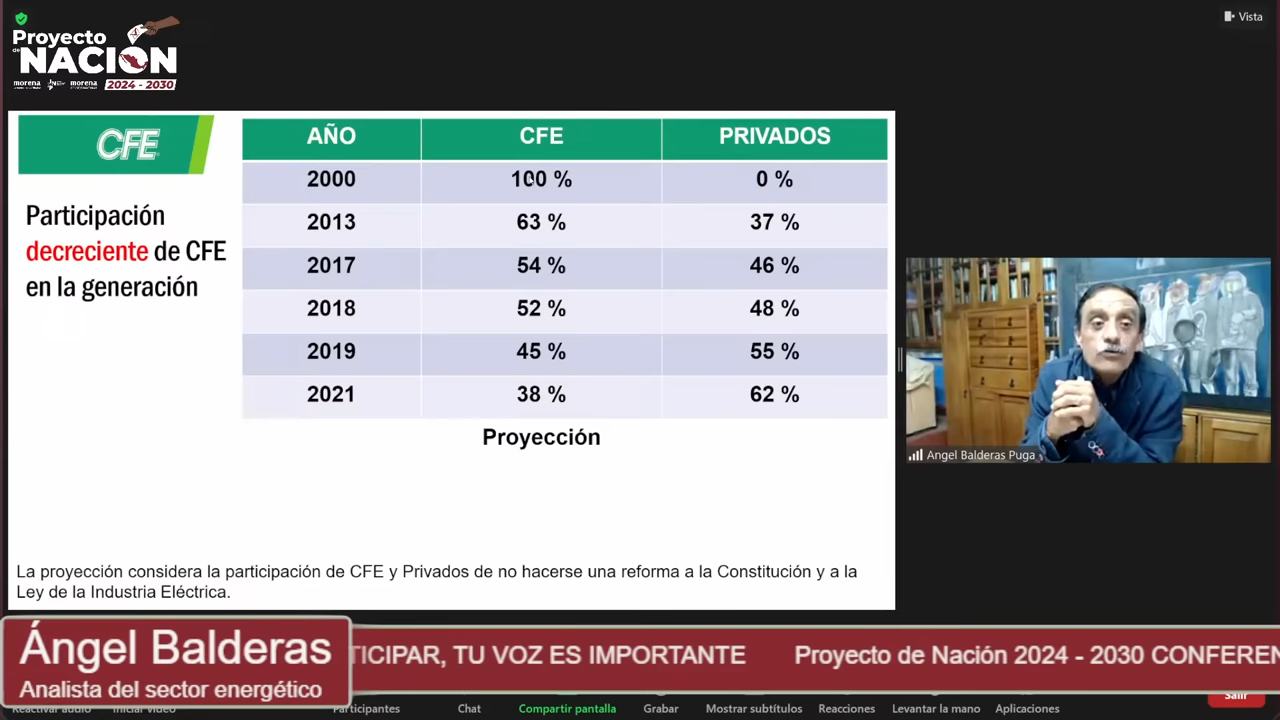 Proyecto
de NACIÓN
morena morena 2024 - 2030
Vista
CFE
Participación
decreciente de CFE
en la generación
AÑO CFE PRIVADOS
2000 100 % 0 %
2013 63 % 37 %
2017 54 % 46 %
2018 52 % 48 %
2019 45 % 55 %
2021 38 % 62 %
Proyección
La proyección considera la participación de CFE y Privados de no hacerse una reforma a la Constitución y a la
Ley de la Industria Eléctrica.
Angel Balderas Puga
Ángel Balderas
Analista del sector energético
TICIPAR, TU VOZ ES IMPORTANTE Proyecto de Nación 2024 - 2030 CONFEREN
Reactivar audio Iniciar video Participantes Chat Compartir pantalla Grabar Mostrar subtítulos Reacciones Levantar la mano Aplicaciones Salir